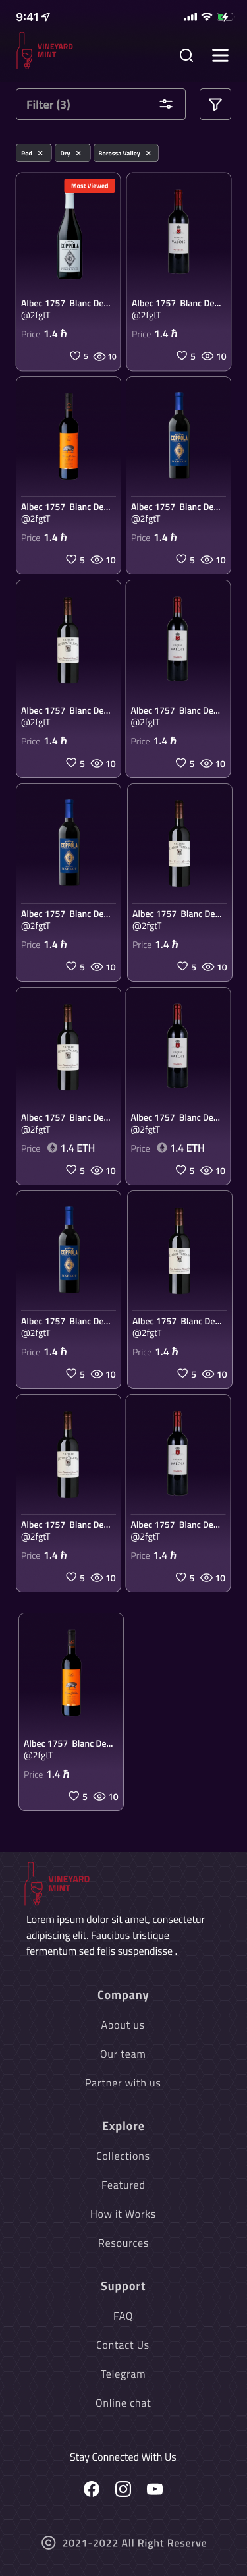 9:41
VINEYARD
MINT
Filter (3)
Red ✕ Dry ✕ Borossa Valley ✕
Most Viewed
COPPOLA
Albec 1757 Blanc De...
@2fgtT
Price 1.4 ℏ
5 10
Albec 1757 Blanc De...
@2fgtT
Price 1.4 ℏ
5 10
Albec 1757 Blanc De...
@2fgtT
Price 1.4 ℏ
5 10
COPPOLA
Albec 1757 Blanc De...
@2fgtT
Price 1.4 ℏ
5 10
Albec 1757 Blanc De...
@2fgtT
Price 1.4 ℏ
5 10
Albec 1757 Blanc De...
@2fgtT
Price 1.4 ℏ
5 10
COPPOLA
Albec 1757 Blanc De...
@2fgtT
Price 1.4 ℏ
5 10
Albec 1757 Blanc De...
@2fgtT
Price 1.4 ℏ
5 10
Albec 1757 Blanc De...
@2fgtT
Price 1.4 ETH
5 10
Albec 1757 Blanc De...
@2fgtT
Price 1.4 ETH
5 10
COPPOLA
Albec 1757 Blanc De...
@2fgtT
Price 1.4 ℏ
5 10
Albec 1757 Blanc De...
@2fgtT
Price 1.4 ℏ
5 10
Albec 1757 Blanc De...
@2fgtT
Price 1.4 ℏ
5 10
Albec 1757 Blanc De...
@2fgtT
Price 1.4 ℏ
5 10
Albec 1757 Blanc De...
@2fgtT
Price 1.4 ℏ
5 10
VINEYARD
MINT
Lorem ipsum dolor sit amet, consectetur
adipiscing elit. Faucibus tristique
fermentum sed felis suspendisse .
Company
About us
Our team
Partner with us
Explore
Collections
Featured
How it Works
Resources
Support
FAQ
Contact Us
Telegram
Online chat
Stay Connected With Us
© 2021-2022 All Right Reserve